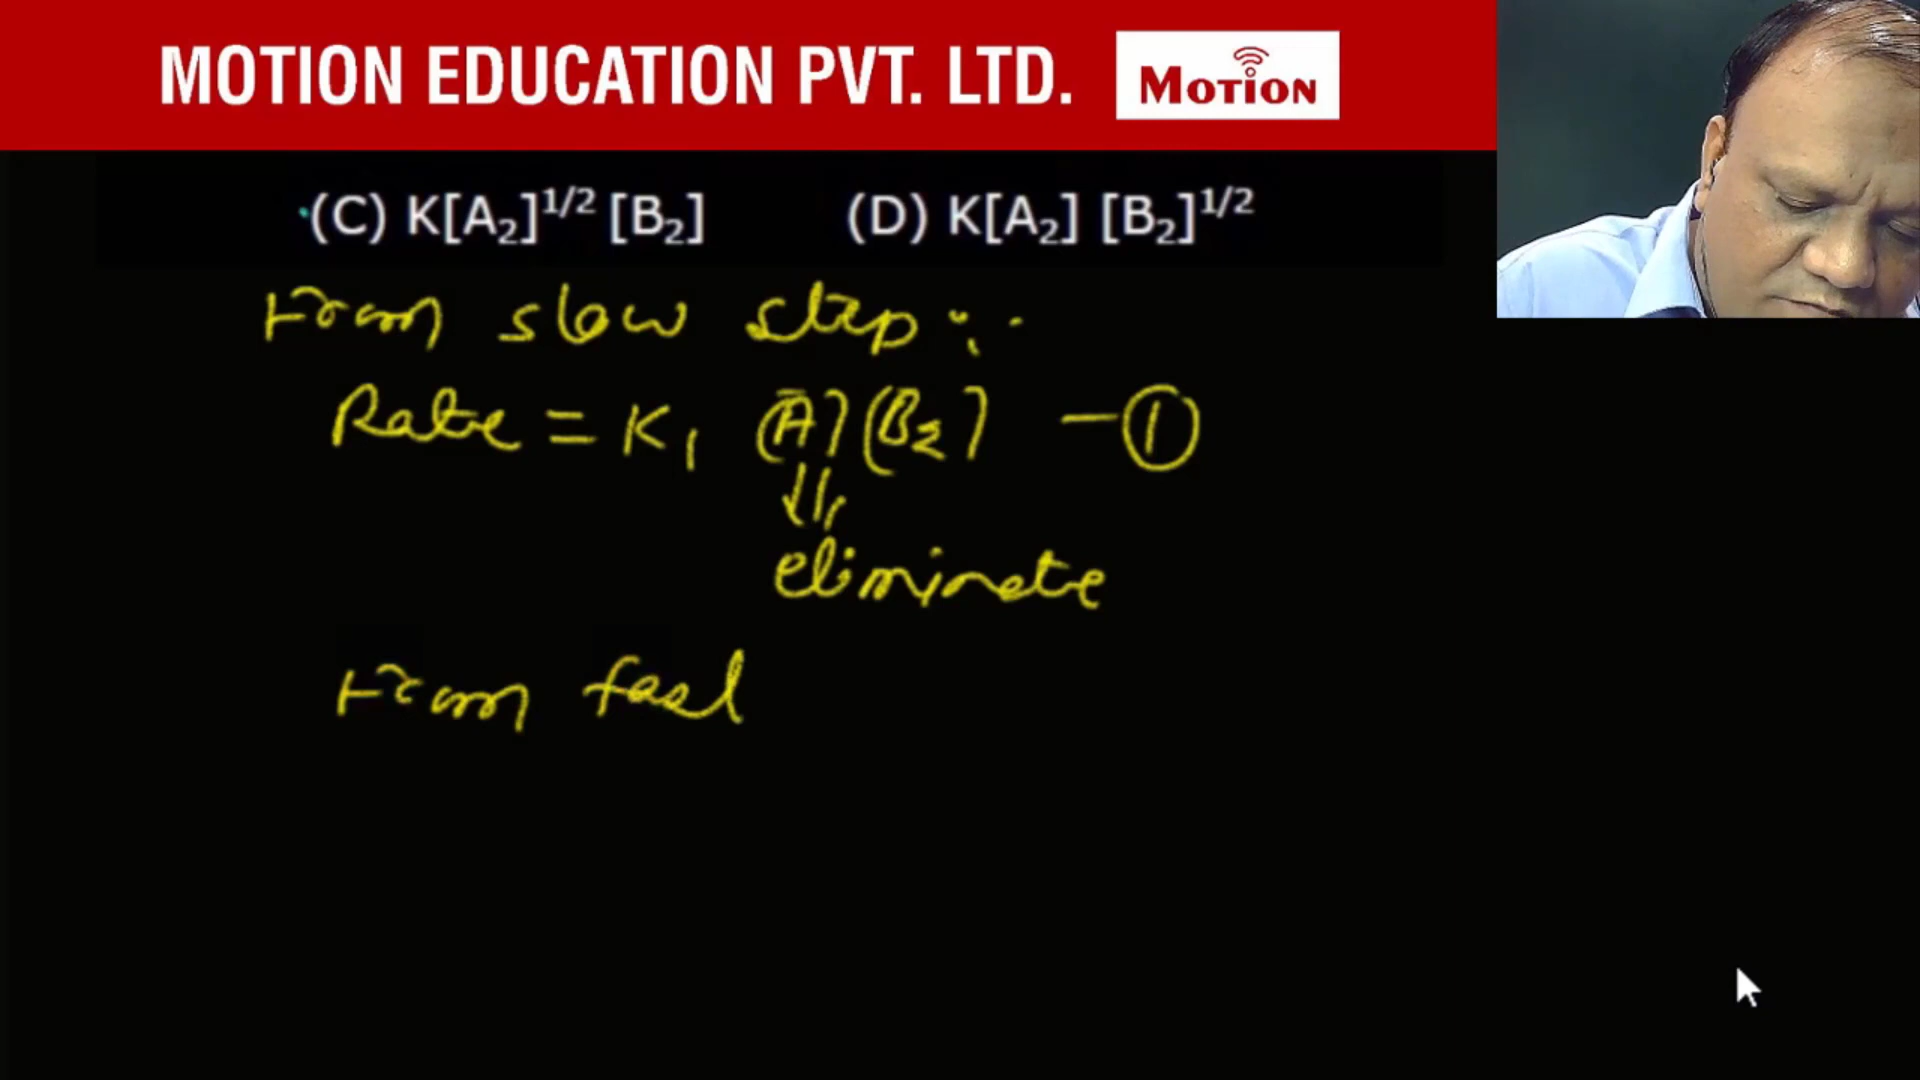 MOTION EDUCATION PVT. LTD.
MOTION
(C) K[A₂]¹/² [B₂] (D) K[A₂] [B₂]¹/²
From slow step :-
Rate = K₁ [A] [B₂] — ①
eliminate
From fast